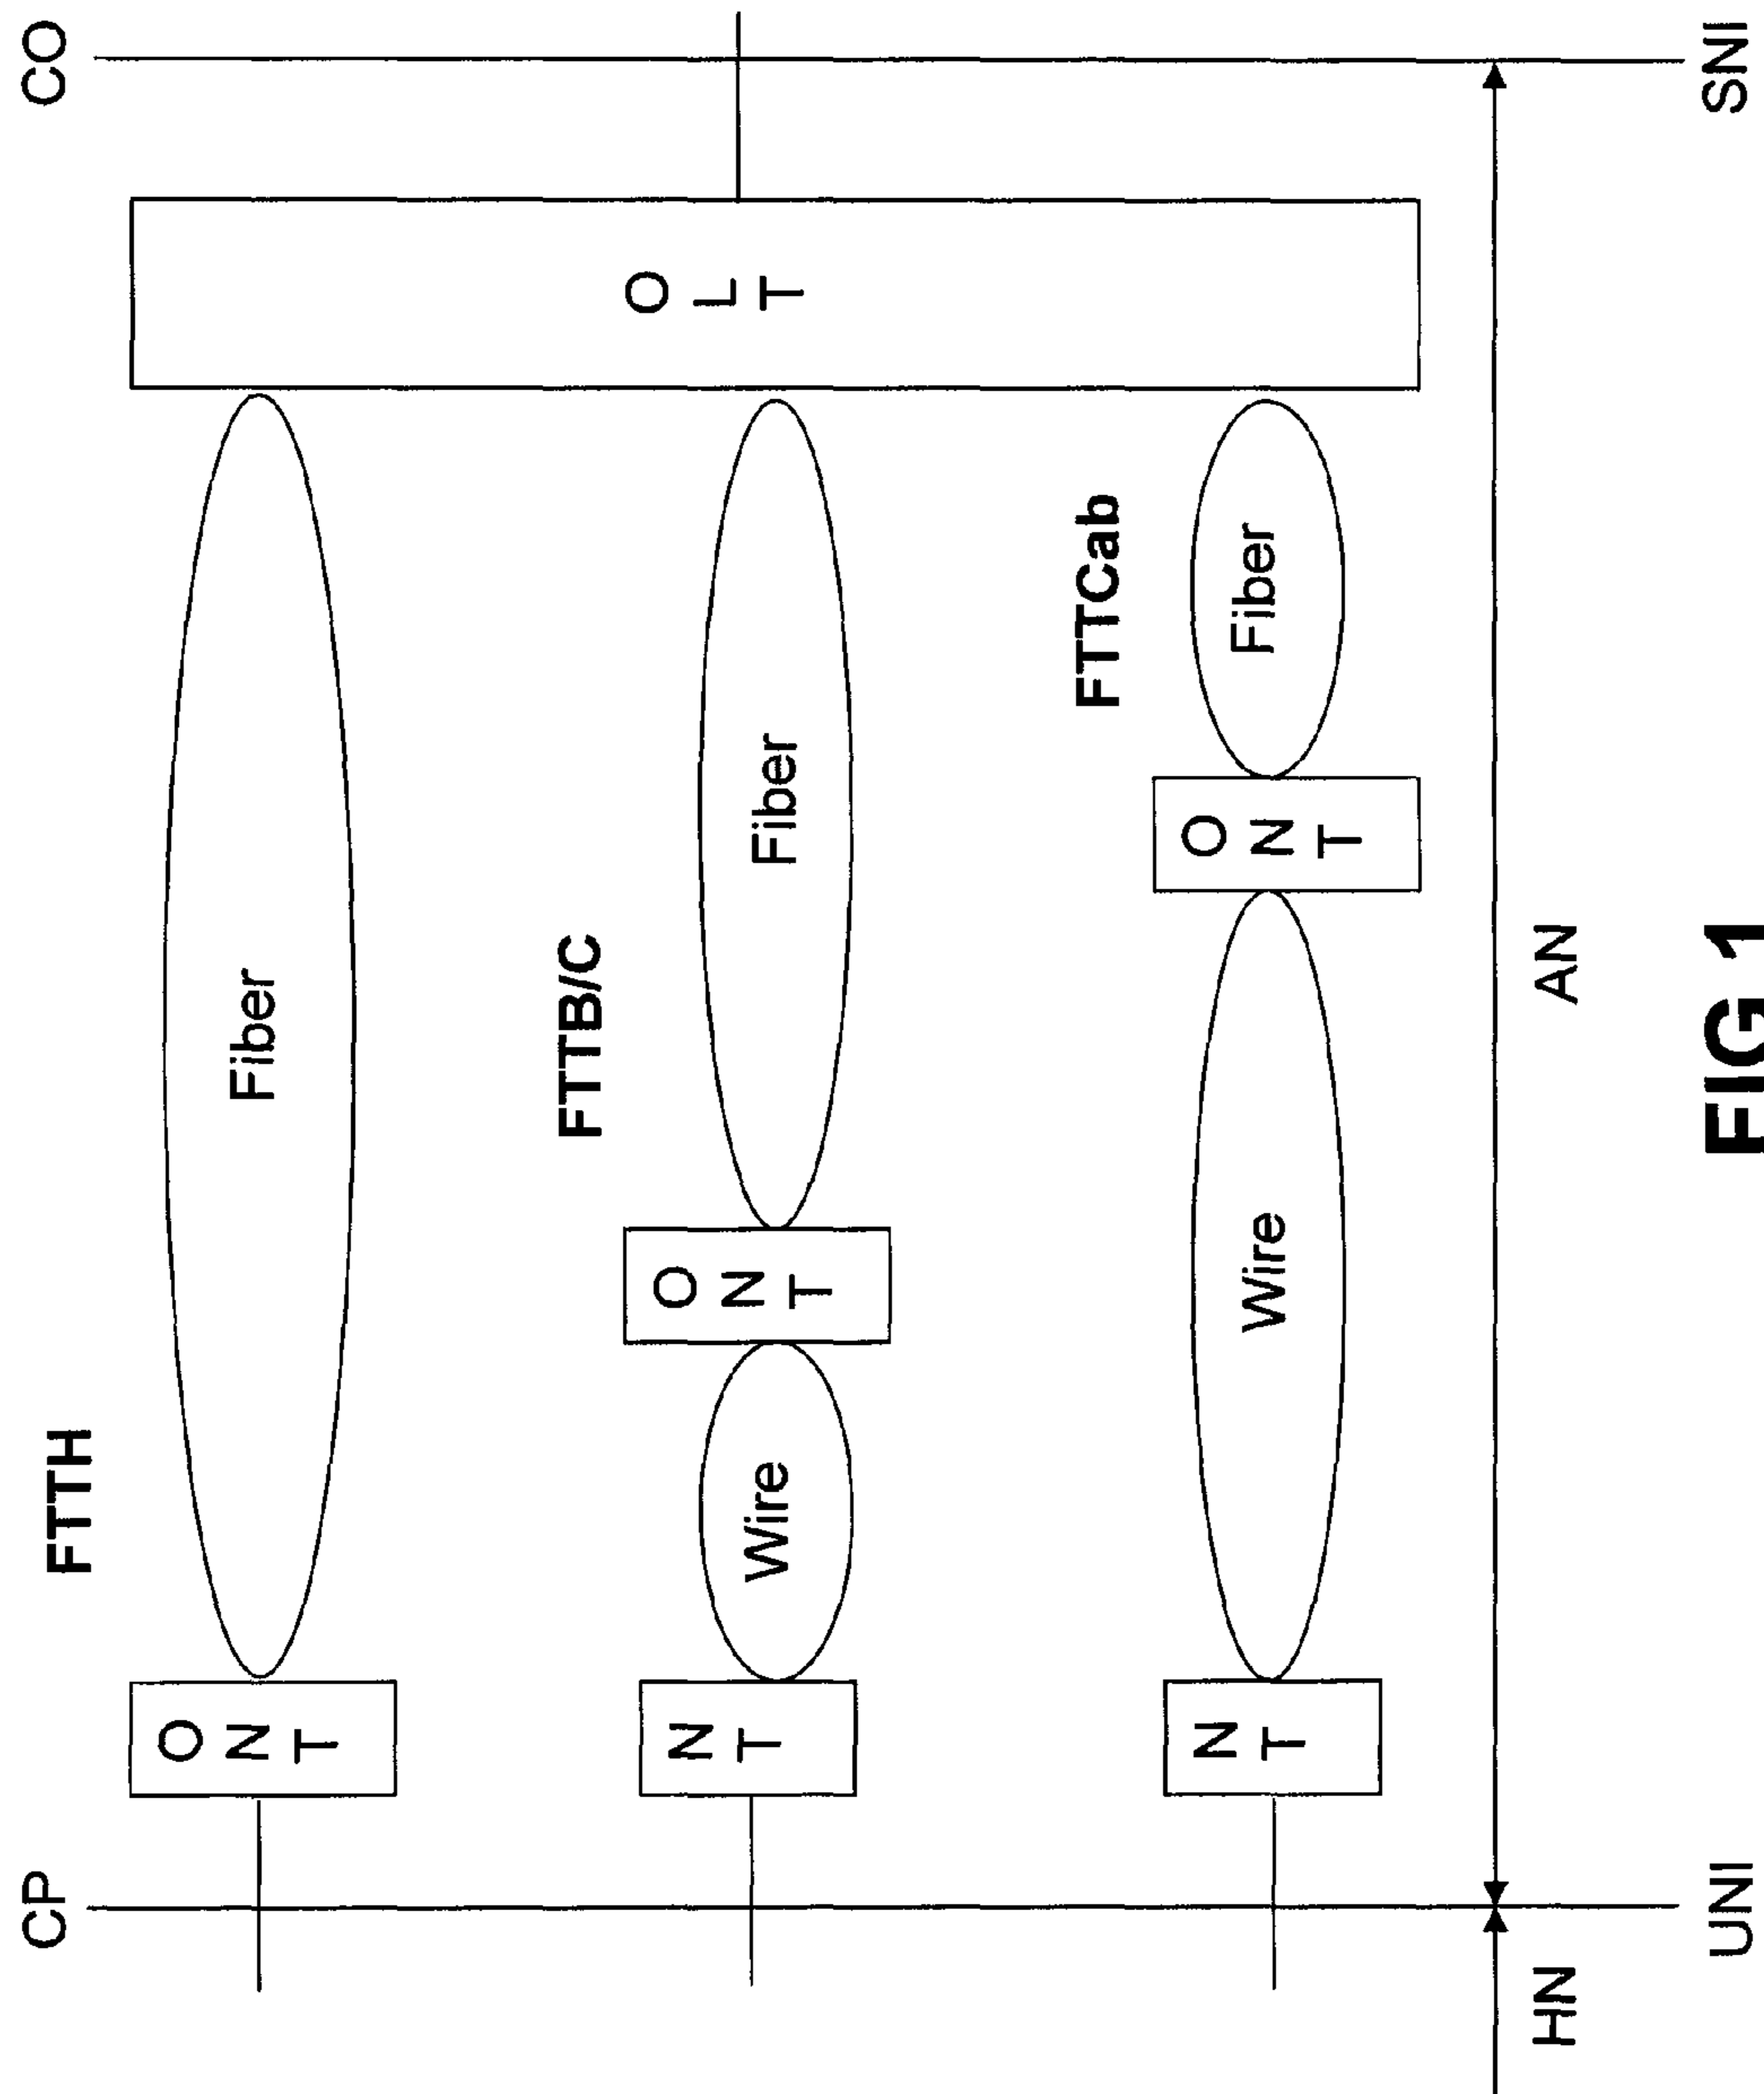 CP
CO
FTTH
ONT
Fiber
FTTB/C
NT
Wire
ONT
Fiber
OLT
FTTCab
NT
Wire
ONT
Fiber
HN
AN
UNI
SNI
FIG 1